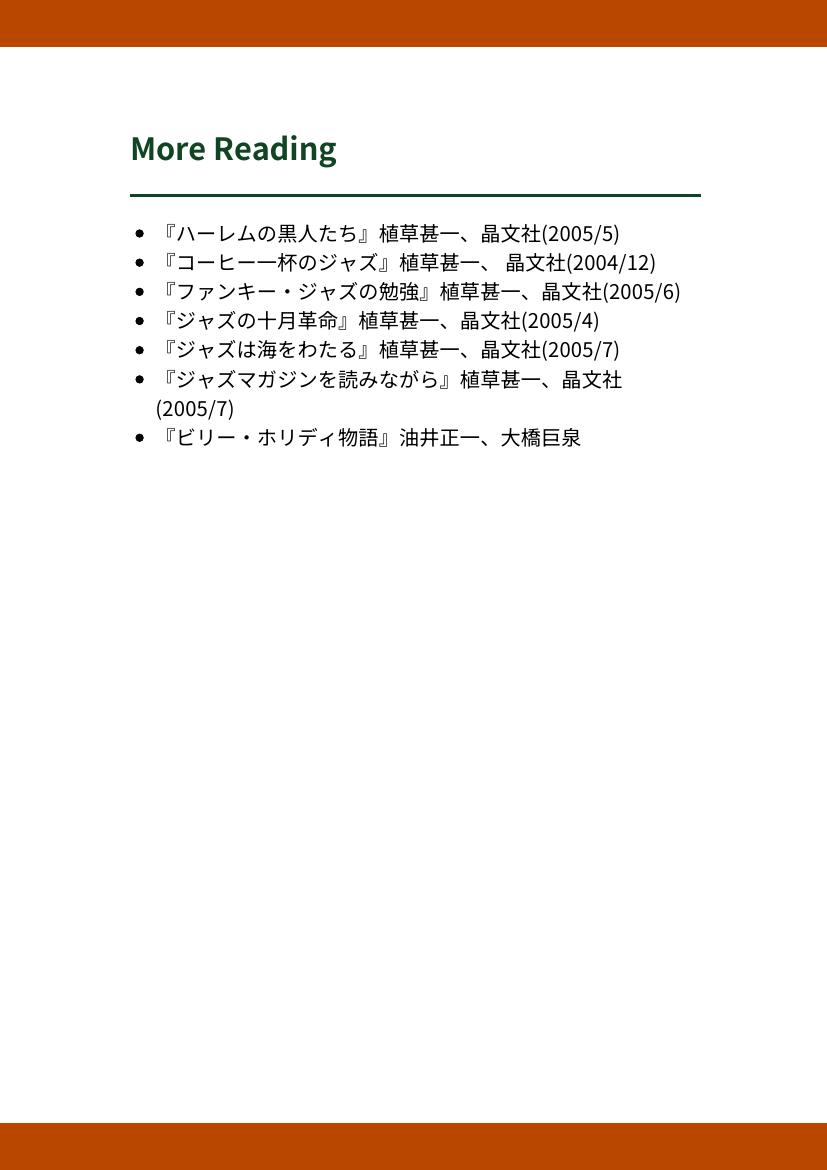 More Reading
• 『ハーレムの黒人たち』植草甚一、晶文社(2005/5)
• 『コーヒー一杯のジャズ』植草甚一、 晶文社(2004/12)
• 『ファンキー・ジャズの勉強』植草甚一、晶文社(2005/6)
• 『ジャズの十月革命』植草甚一、晶文社(2005/4)
• 『ジャズは海をわたる』植草甚一、晶文社(2005/7)
• 『ジャズマガジンを読みながら』植草甚一、晶文社
(2005/7)
• 『ビリー・ホリディ物語』油井正一、大橋巨泉